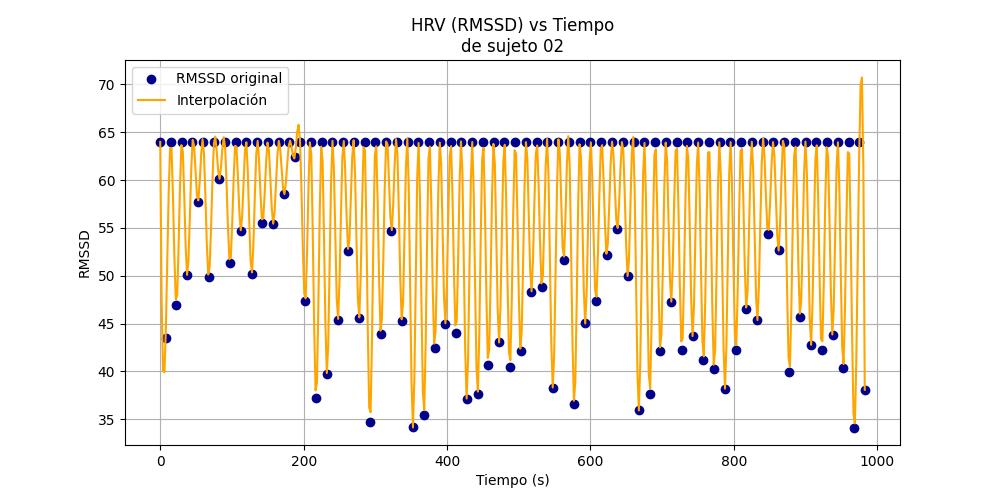 HRV (RMSSD) vs Tiempo
de sujeto 02
RMSSD original
Interpolación
RMSSD
70
65
60
55
50
45
40
35
0
200
400
600
800
1000
Tiempo (s)